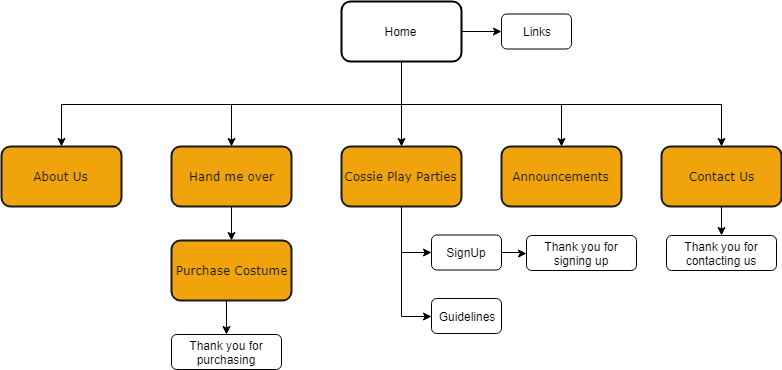 Home
Links
About Us
Hand me over
Cossie Play Parties
Announcements
Contact Us
SignUp
Thank you for
signing up
Thank you for
contacting us
Purchase Costume
Guidelines
Thank you for
purchasing